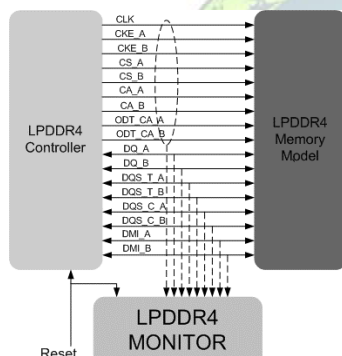 CLK
CKE_A
CKE_B
CS_A
CS_B
CA_A
CA_B
ODT_CA_A
ODT_CA_B
DQ_A
DQ_B
DQS_T_A
DQS_T_B
DQS_C_A
DQS_C_B
DMI_A
DMI_B
LPDDR4
Controller
LPDDR4
Memory
Model
LPDDR4
MONITOR
Reset